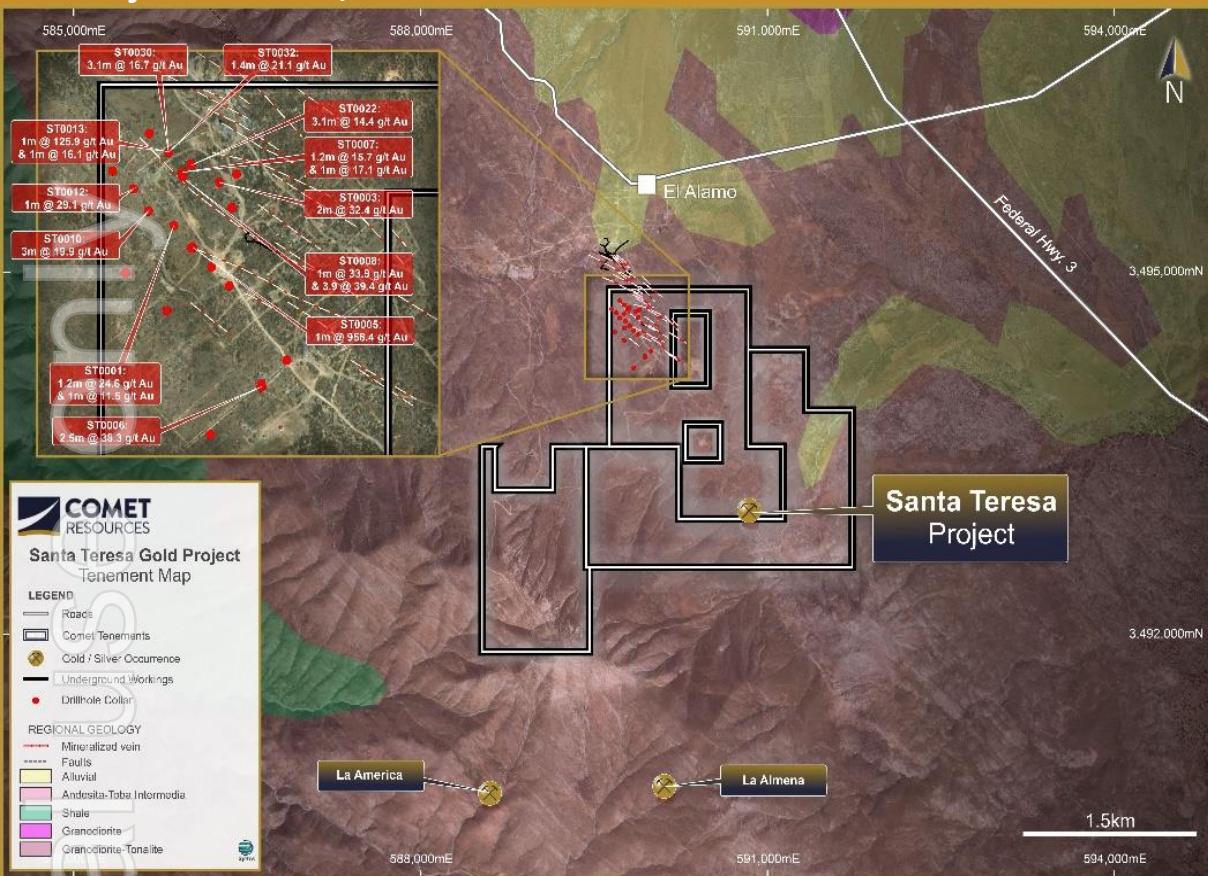 585,000mE
588,000mE
591,000mE
594,000mE
N
ST0030:
3.1m @ 16.7 g/t Au
ST0032:
1.4m @ 21.1 g/t Au
ST0022:
3.1m @ 14.4 g/t Au
ST0013:
1m @ 125.9 g/t Au
& 1m @ 16.1 g/t Au
ST0007:
1.2m @ 15.7 g/t Au
& 1m @ 17.1 g/t Au
ST0012:
1m @ 29.1 g/t Au
ST0003:
2m @ 32.4 g/t Au
ST0010:
3m @ 19.9 g/t Au
ST0008:
1m @ 33.9 g/t Au
& 3.9 @ 39.4 g/t Au
ST0005:
1m @ 958.4 g/t Au
ST0001:
1.2m @ 24.6 g/t Au
& 1m @ 11.5 g/t Au
ST0006:
2.5m @ 38.3 g/t Au
El Alamo
Federal Hwy. 3
3,495,000mN
Santa Teresa
Project
3,492,000mN
COMET
RESOURCES
Santa Teresa Gold Project
Tenement Map
LEGEND
Roads
Comet Tenements
Gold / Silver Occurrence
Underground Workings
Drillhole Collar
REGIONAL GEOLOGY
Mineralized vein
Faults
Alluvial
Andesita-Toba Intermedia
Shale
Granodiorite
Granodiorite-Tonalite
La America
La Almena
1.5km
588,000mE
591,000mE
594,000mE
only
use